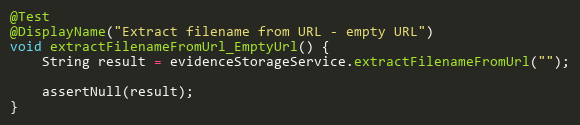 @Test
@DisplayName("Extract filename from URL - empty URL")
void extractFilenameFromUrl_EmptyUrl() {
    String result = evidenceStorageService.extractFilenameFromUrl("");

    assertNull(result);
}